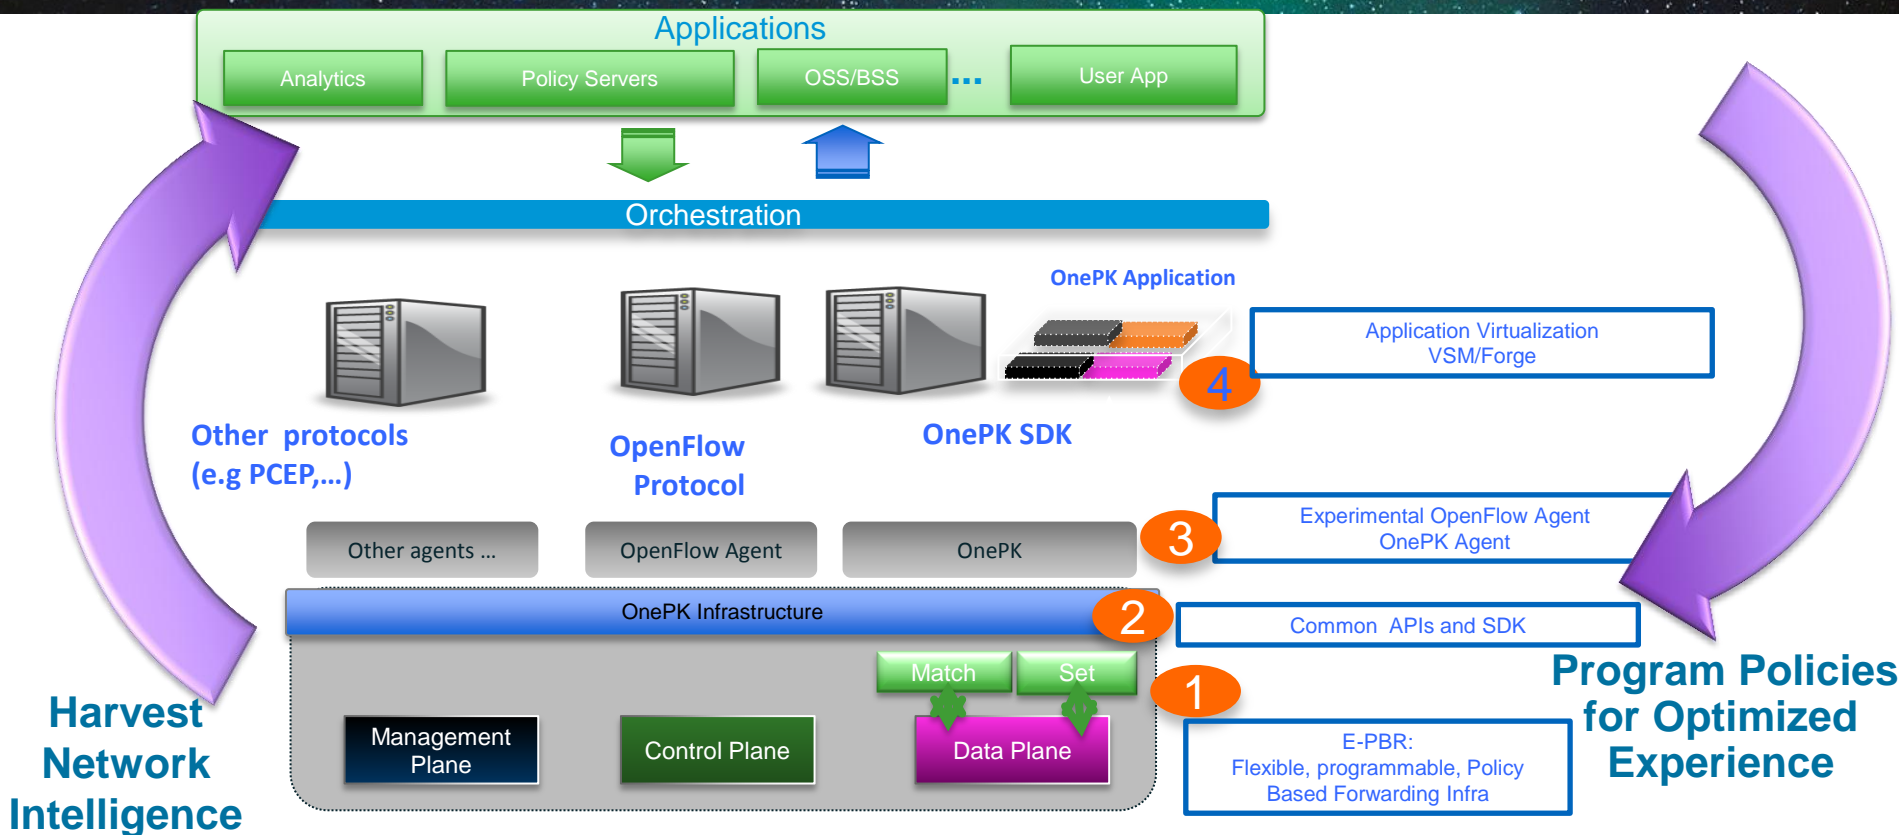 Applications
Analytics
Policy Servers
OSS/BSS
...
User App
Orchestration
OnePK Application
Application Virtualization
VSM/Forge
4
Other protocols
(e.g PCEP,...)
OpenFlow
Protocol
OnePK SDK
Other agents ...
OpenFlow Agent
OnePK
3
Experimental OpenFlow Agent
OnePK Agent
OnePK Infrastructure
2
Common APIs and SDK
Match
Set
1
Management
Plane
Control Plane
Data Plane
E-PBR:
Flexible, programmable, Policy
Based Forwarding Infra
Harvest
Network
Intelligence
Program Policies
for Optimized
Experience